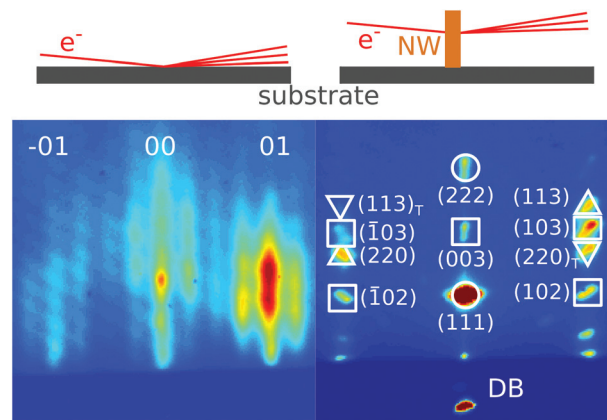 e⁻
e⁻
NW
substrate
-01 00 01
(113)T
(1̄03)
(220)
(1̄02)
(222)
(003)
(111)
(113)
(103)
(220)T
(102)
DB